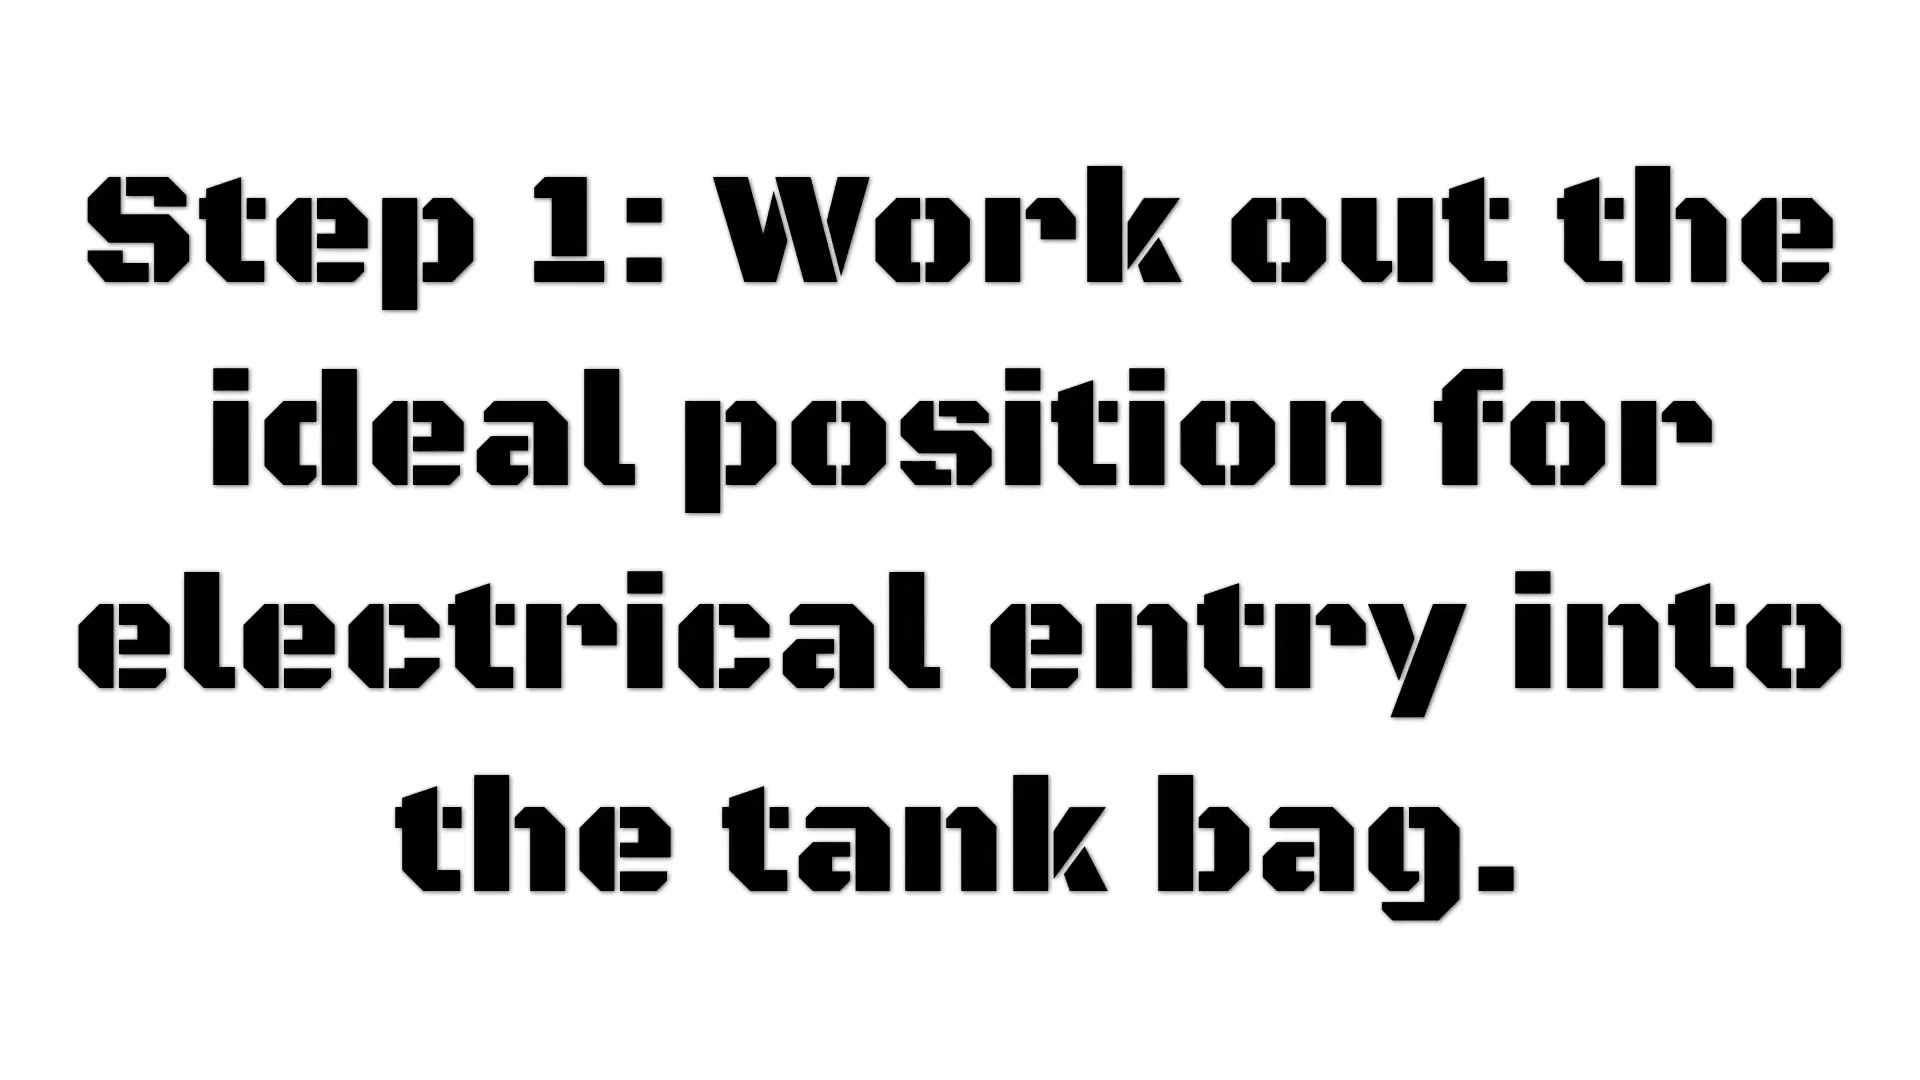 Step 1: Work out the
ideal position for
electrical entry into
the tank bag.